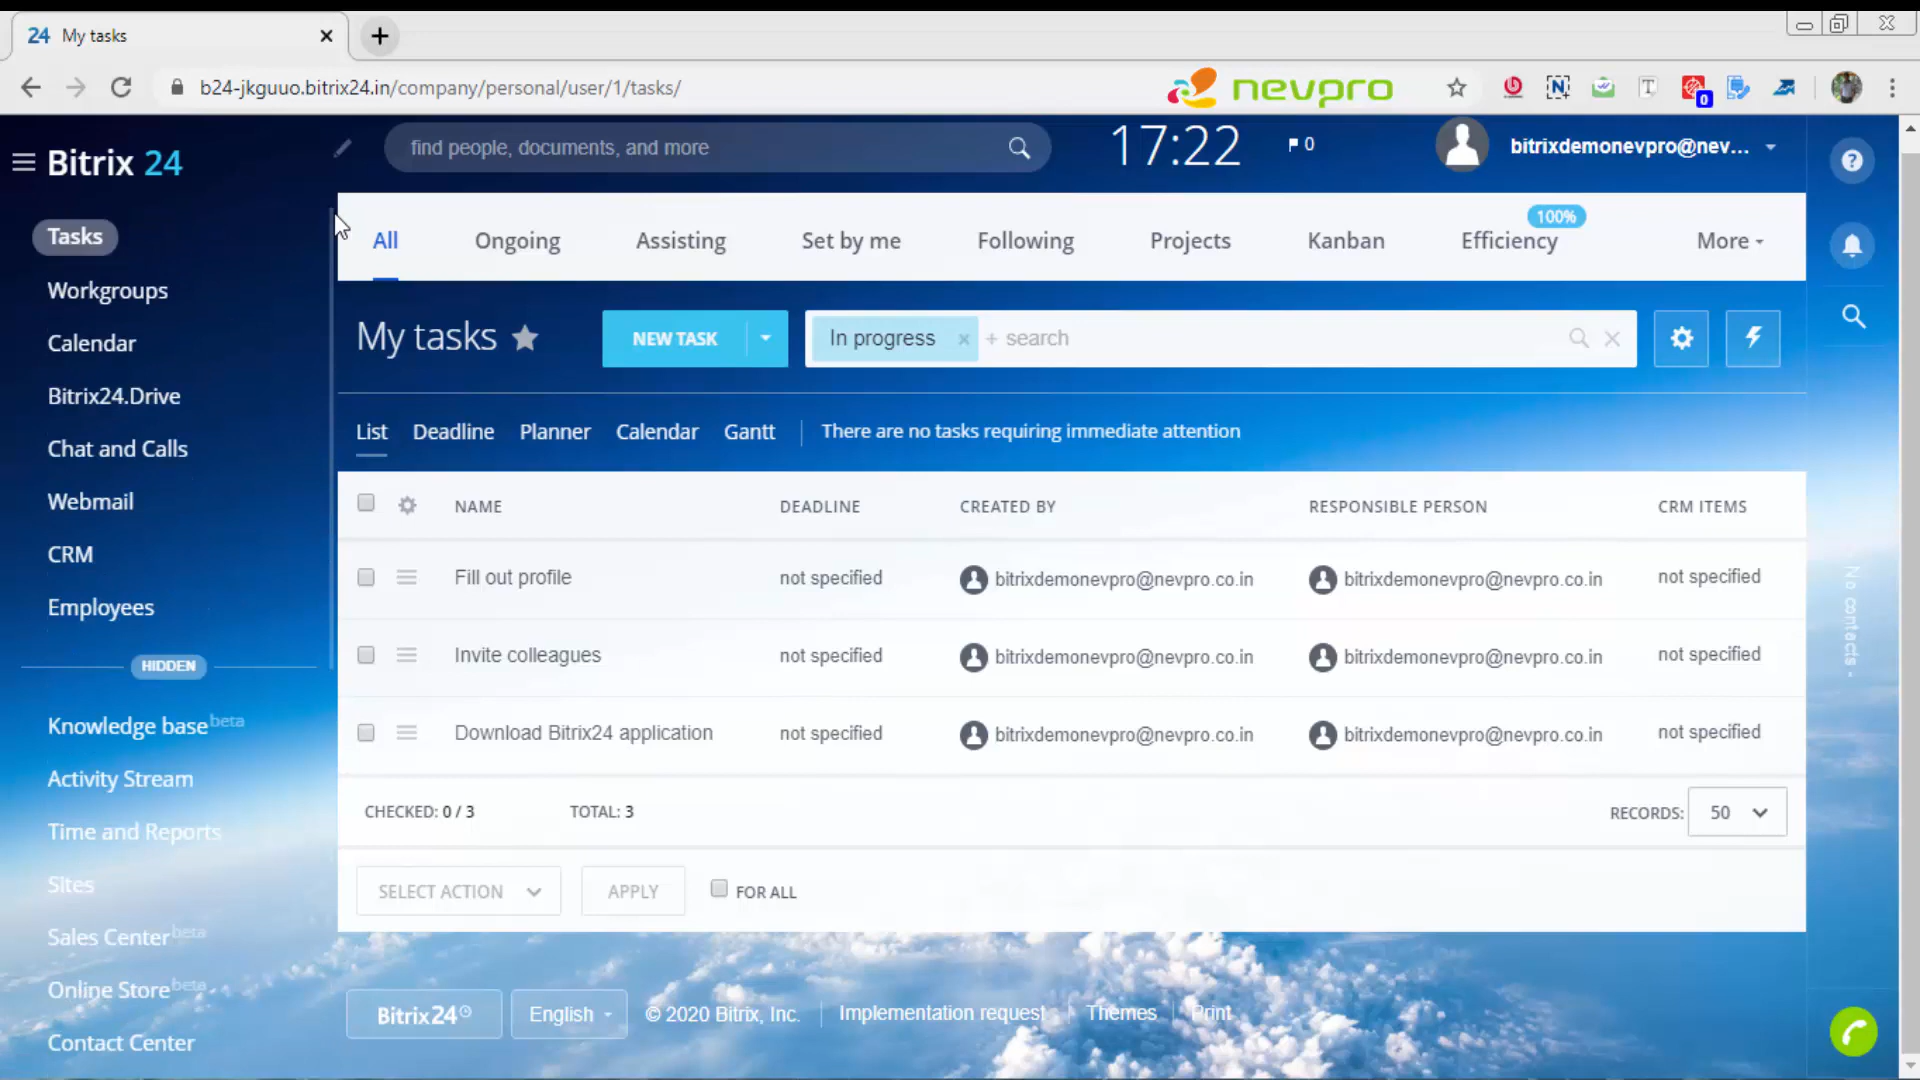 24 My tasks
b24-jkguuo.bitrix24.in/company/personal/user/1/tasks/
nevpro
0
Bitrix 24
find people, documents, and more
17:22
0
bitrixdemonevpro@nev...
Tasks
Workgroups
Calendar
Bitrix24.Drive
Chat and Calls
Webmail
CRM
Employees
HIDDEN
Knowledge base beta
Activity Stream
Time and Reports
Sites
Sales Center beta
Online Store beta
Contact Center
All Ongoing Assisting Set by me Following Projects Kanban Efficiency 100% More
My tasks
NEW TASK
In progress × + search
List Deadline Planner Calendar Gantt There are no tasks requiring immediate attention
NAME DEADLINE CREATED BY RESPONSIBLE PERSON CRM ITEMS
Fill out profile not specified bitrixdemonevpro@nevpro.co.in bitrixdemonevpro@nevpro.co.in not specified
Invite colleagues not specified bitrixdemonevpro@nevpro.co.in bitrixdemonevpro@nevpro.co.in not specified
Download Bitrix24 application not specified bitrixdemonevpro@nevpro.co.in bitrixdemonevpro@nevpro.co.in not specified
CHECKED: 0 / 3 TOTAL: 3 RECORDS: 50
SELECT ACTION APPLY FOR ALL
Bitrix24 English © 2020 Bitrix, Inc. Implementation request Themes Print
No contacts -